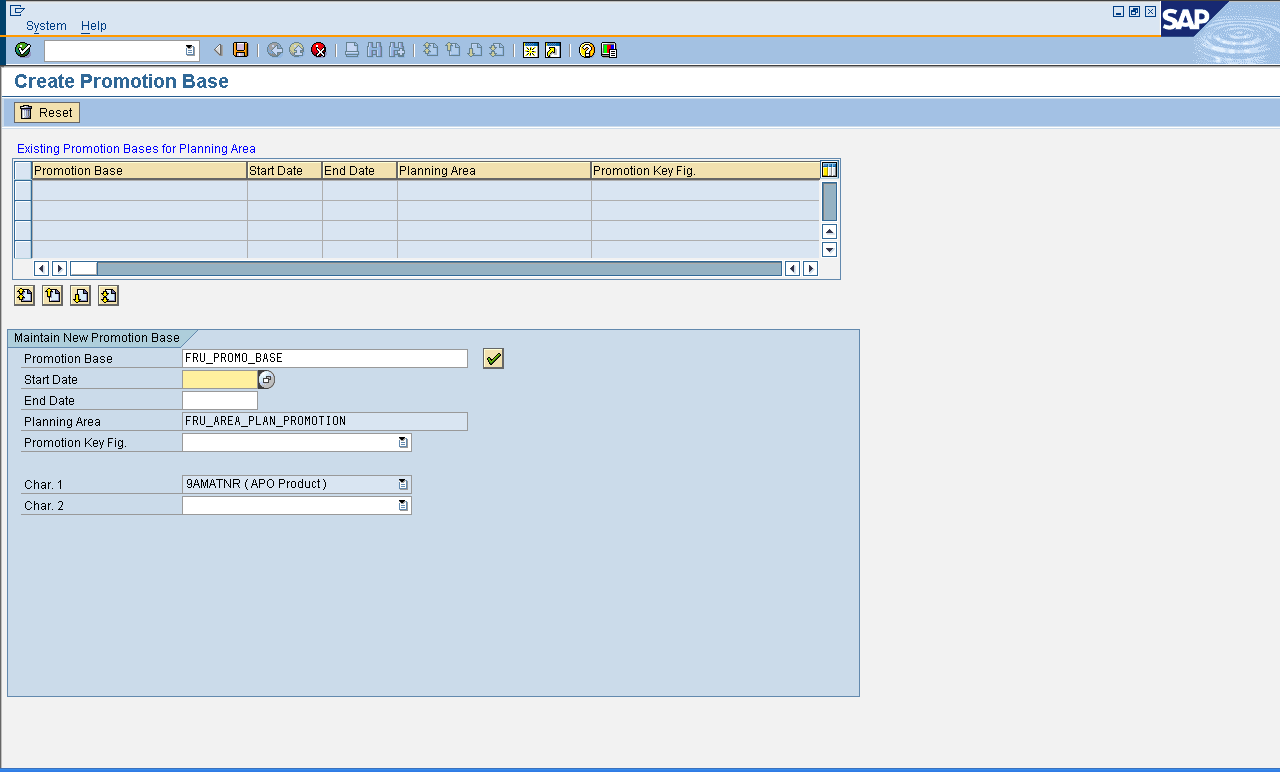 System Help
SAP
Create Promotion Base
Reset
Existing Promotion Bases for Planning Area
Promotion Base Start Date End Date Planning Area Promotion Key Fig.
Maintain New Promotion Base
Promotion Base FRU_PROMO_BASE
Start Date
End Date
Planning Area FRU_AREA_PLAN_PROMOTION
Promotion Key Fig.
Char. 1 9AMATNR ( APO Product )
Char. 2